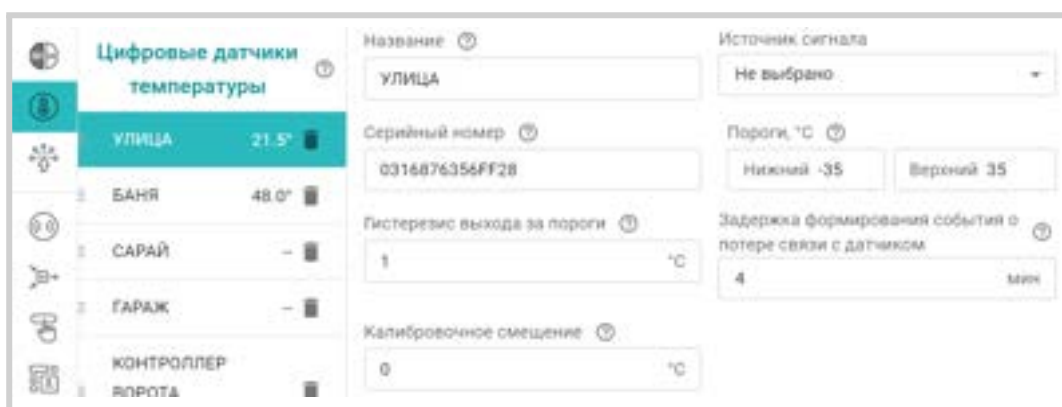 Цифровые датчики
температуры
УЛИЦА 21.5°
БАНЯ 48.0°
САРАЙ –
ГАРАЖ –
КОНТРОЛЛЕР
ВОРОТА
Название
УЛИЦА
Источник сигнала
Не выбрано
Серийный номер
0316876356FF28
Пороги, °C
Нижний -35
Верхний 35
Гистерезис выхода за пороги
1 °C
Задержка формирования события о
потере связи с датчиком
4 мин
Калибровочное смещение
0 °C